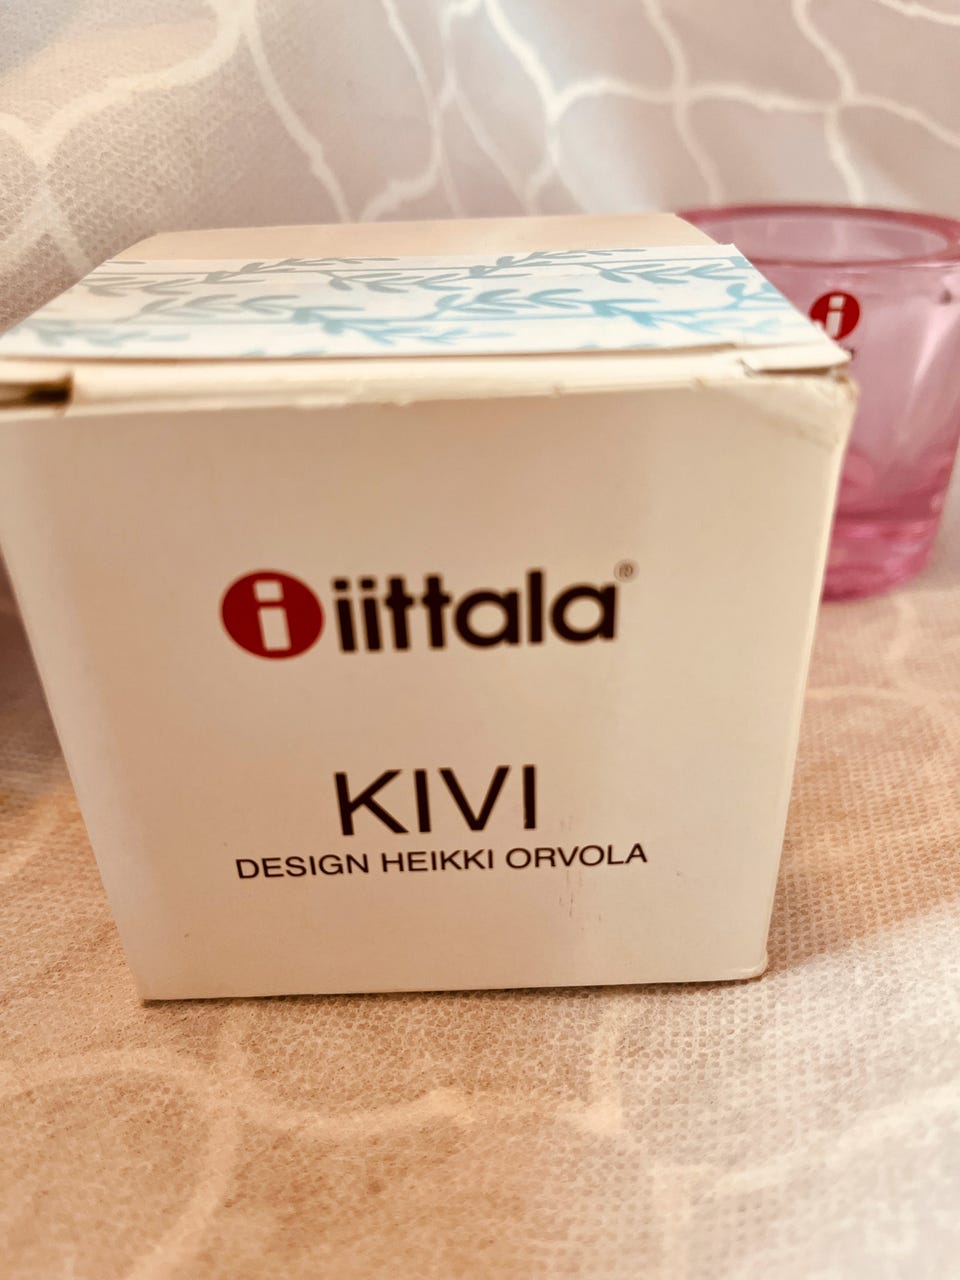 i iittala®
KIVI
DESIGN HEIKKI ORVOLA
i